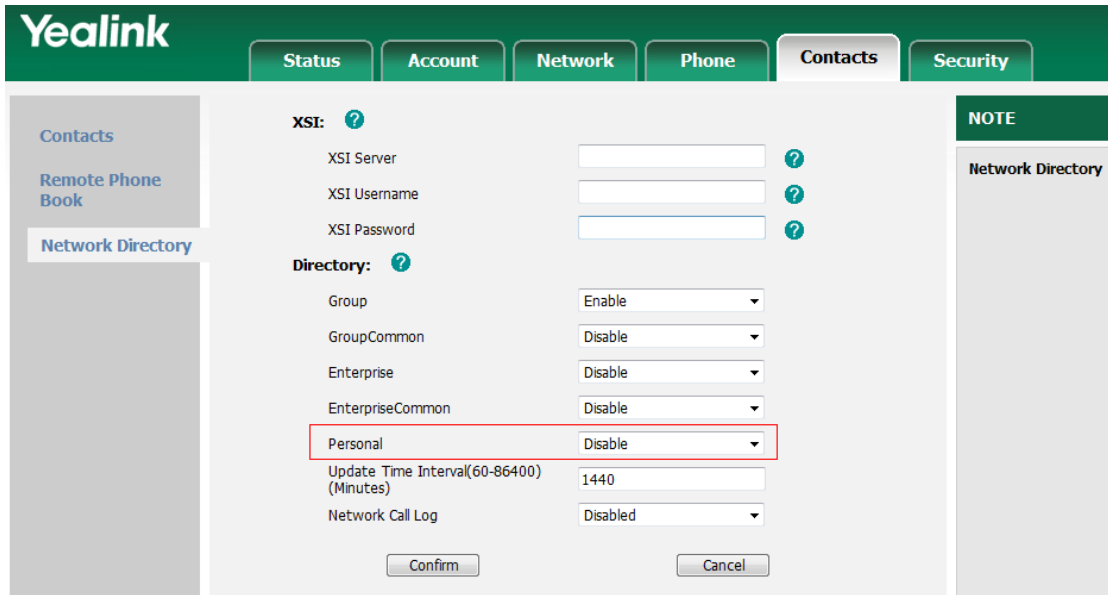 Yealink
Status Account Network Phone Contacts Security
Contacts
Remote Phone
Book
Network Directory
XSI: ?
XSI Server ?
XSI Username ?
XSI Password ?
Directory: ?
Group Enable
GroupCommon Disable
Enterprise Disable
EnterpriseCommon Disable
Personal Disable
Update Time Interval(60-86400)
(Minutes) 1440
Network Call Log Disabled
Confirm Cancel
NOTE
Network Directory